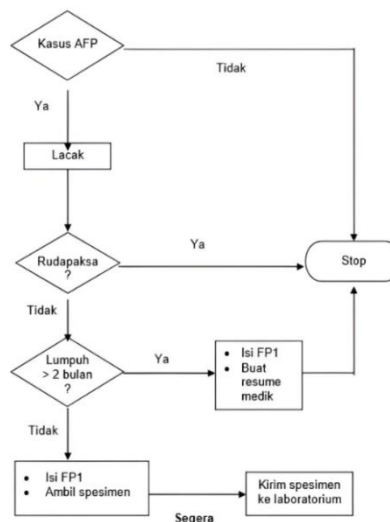 Kasus AFP
Tidak
Ya
Lacak
Rudapaksa
?
Ya
Stop
Tidak
Lumpuh
> 2 bulan
?
Ya
• Isi FP1
• Buat
resume
medik
Tidak
• Isi FP1
• Ambil spesimen
Kirim spesimen
ke laboratorium
Segera